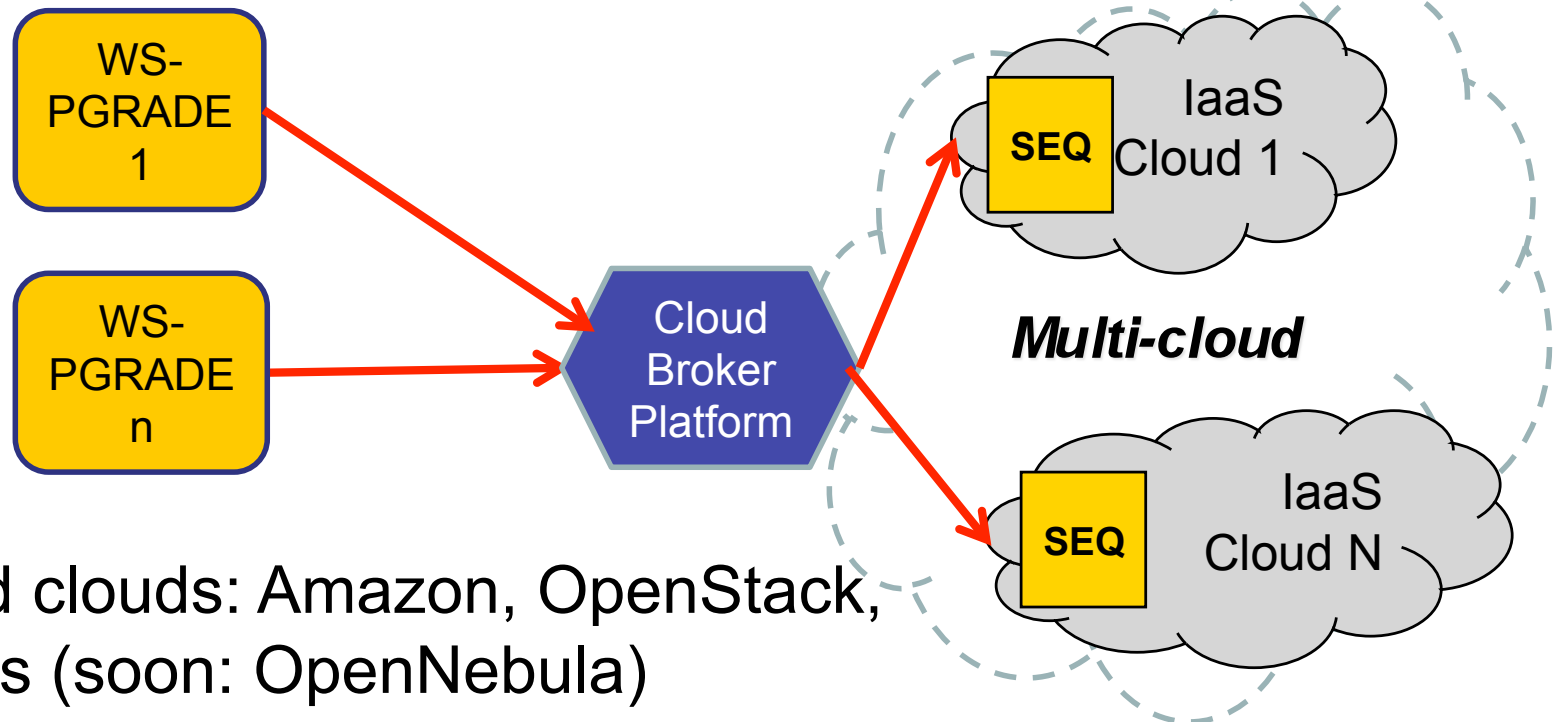 WS-
PGRADE
1
WS-
PGRADE
n
Cloud
Broker
Platform
SEQ
IaaS
Cloud 1
Multi-cloud
SEQ
IaaS
Cloud N
d clouds: Amazon, OpenStack,
s (soon: OpenNebula)